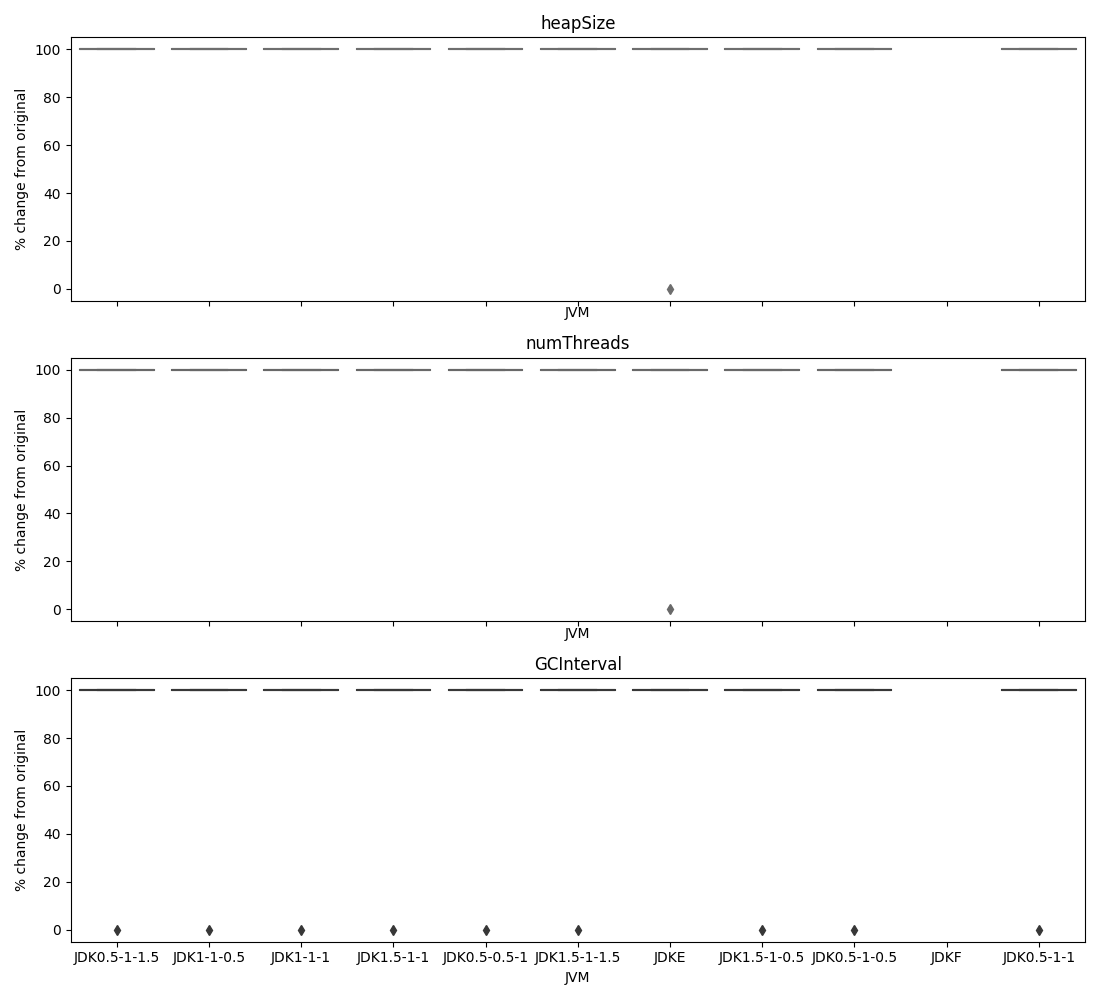 heapSize
% change from original
100
80
60
40
20
0
JVM
numThreads
% change from original
100
80
60
40
20
0
JVM
GCInterval
% change from original
100
80
60
40
20
0
JDK0.5-1-1.5 JDK1-1-0.5 JDK1-1-1 JDK1.5-1-1 JDK0.5-0.5-1 JDK1.5-1-1.5 JDKE JDK1.5-1-0.5 JDK0.5-1-0.5 JDKF JDK0.5-1-1
JVM